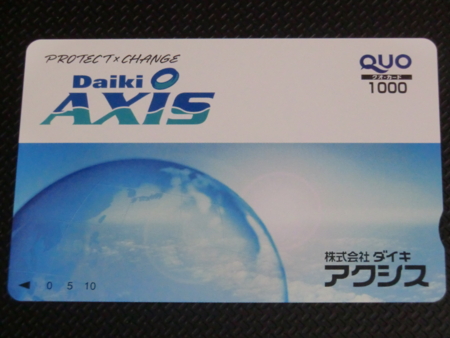 PROTECT×CHANGE
Daiki
AXIS
QUO
クオ・カード
1000
株式会社 ダイキ
アクシス
◀ 0 5 10